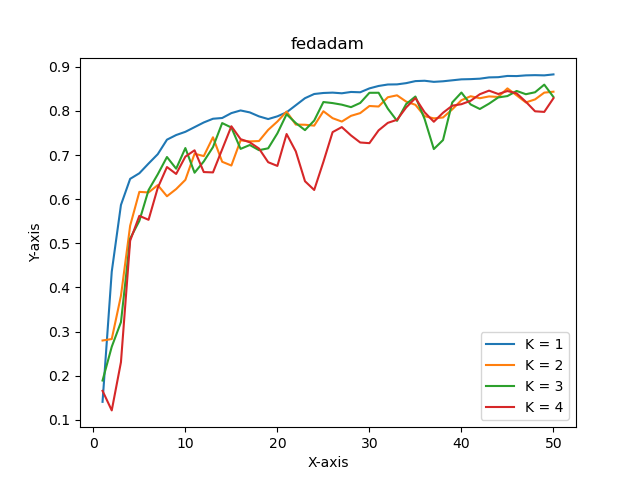 fedadam
Y-axis
0.9
0.8
0.7
0.6
0.5
0.4
0.3
0.2
0.1
K = 1
K = 2
K = 3
K = 4
0 10 20 30 40 50
X-axis